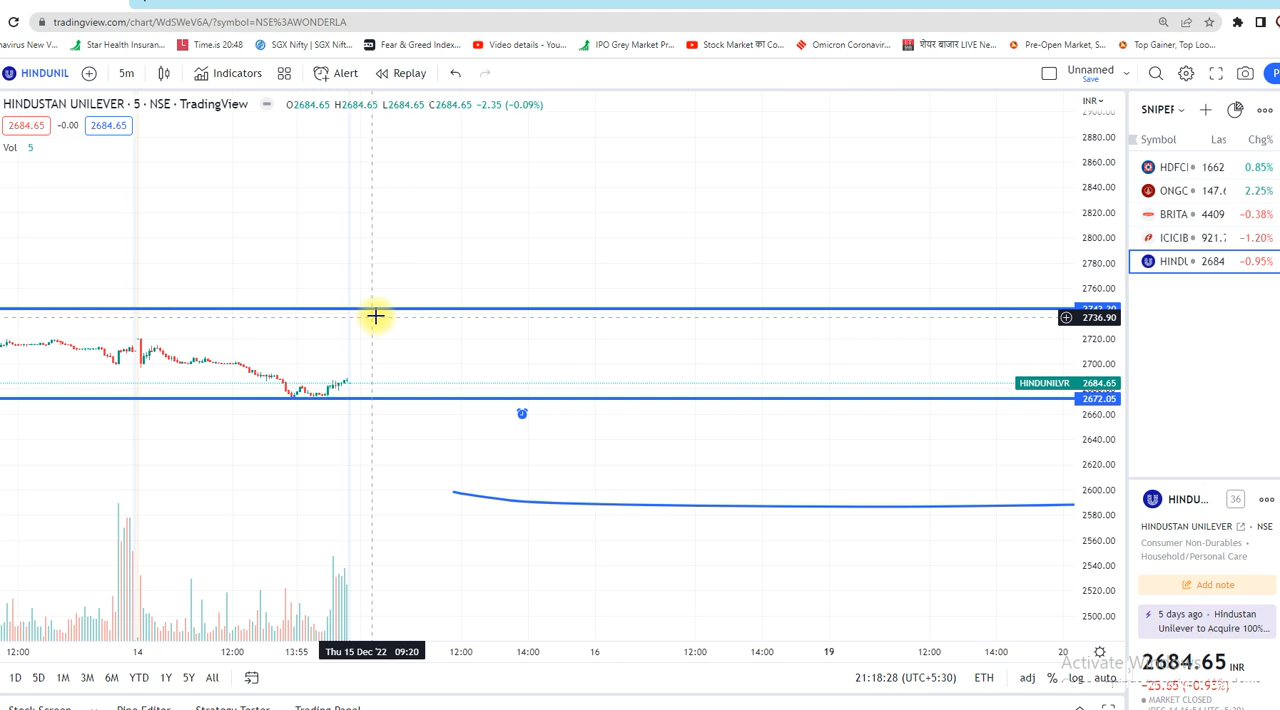 tradingview.com/chart/WdSWeV6A/?symbol=NSE%3AWONDERLA
navirus New V... Star Health Insuran... Time.is 20:48 SGX Nifty | SGX Nift... Fear & Greed Index... Video details - You... IPO Grey Market Pr... Stock Market का Co... Omicron Coronavir... शेयर बाजार LIVE Ne... Pre-Open Market, S... Top Gainer, Top Loo...
HINDUNIL 5m Indicators Alert Replay Unnamed
Save
HINDUSTAN UNILEVER · 5 · NSE · TradingView O2684.65 H2684.65 L2684.65 C2684.65 −2.35 (−0.09%)
2684.65 -0.00 2684.65
Vol 5
INR
2900.00
2880.00
2860.00
2840.00
2820.00
2800.00
2780.00
2760.00
2736.90
2720.00
2700.00
HINDUNILVR 2684.65
2672.05
2660.00
2640.00
2620.00
2600.00
2580.00
2560.00
2540.00
2520.00
2500.00
12:00 14 12:00 13:55 Thu 15 Dec '22 09:20 12:00 14:00 16 12:00 14:00 19 12:00 14:00 20
1D 5D 1M 3M 6M YTD 1Y 5Y All 21:18:28 (UTC+5:30) ETH adj % log auto
Stock Screener Pine Editor Strategy Tester Trading Panel
SNIPER
Symbol Las Chg%
HDFCI 1662 0.85%
ONGC 147.6 2.25%
BRITA 4409 −0.38%
ICICIB 921.7 −1.20%
HINDU 2684 −0.95%
HINDU... 36
HINDUSTAN UNILEVER • NSE
Consumer Non-Durables •
Household/Personal Care
Add note
5 days ago • Hindustan
Unilever to Acquire 100%...
2684.65 INR
−25.65 (−0.95%)
MARKET CLOSED
Activate Windows